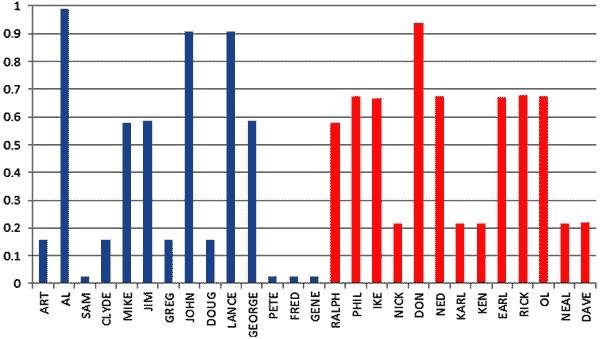 1
0.9
0.8
0.7
0.6
0.5
0.4
0.3
0.2
0.1
0
ART
AL
SAM
CLYDE
MIKE
JIM
GREG
JOHN
DOUG
LANCE
GEORGE
PETE
FRED
GENE
RALPH
PHIL
IKE
NICK
DON
NED
KARL
KEN
EARL
RICK
OL
NEAL
DAVE